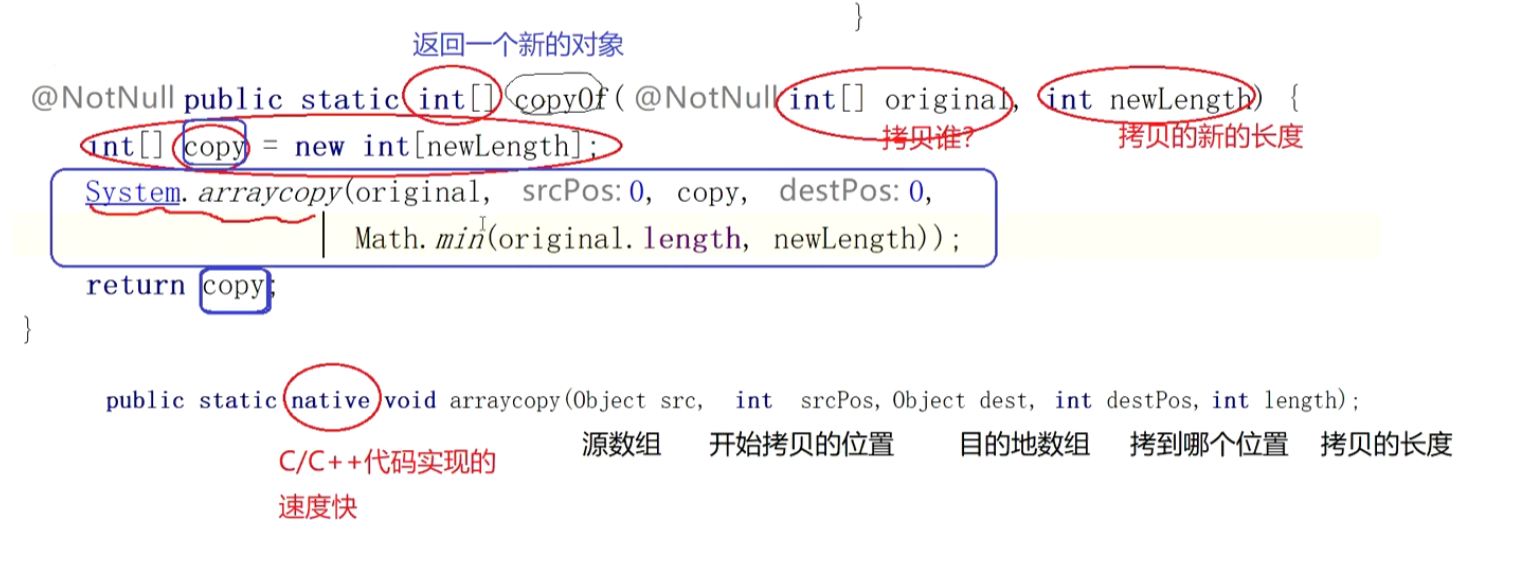 }
返回一个新的对象
@NotNull public static int[] copyOf( @NotNull int[] original, int newLength) {
拷贝谁? 拷贝的新的长度
int[] copy = new int[newLength];
System.arraycopy(original, srcPos: 0, copy, destPos: 0,
Math.min(original.length, newLength));
return copy;
}
public static native void arraycopy(Object src, int srcPos, Object dest, int destPos, int length);
源数组 开始拷贝的位置 目的地数组 拷到哪个位置 拷贝的长度
C/C++代码实现的
速度快